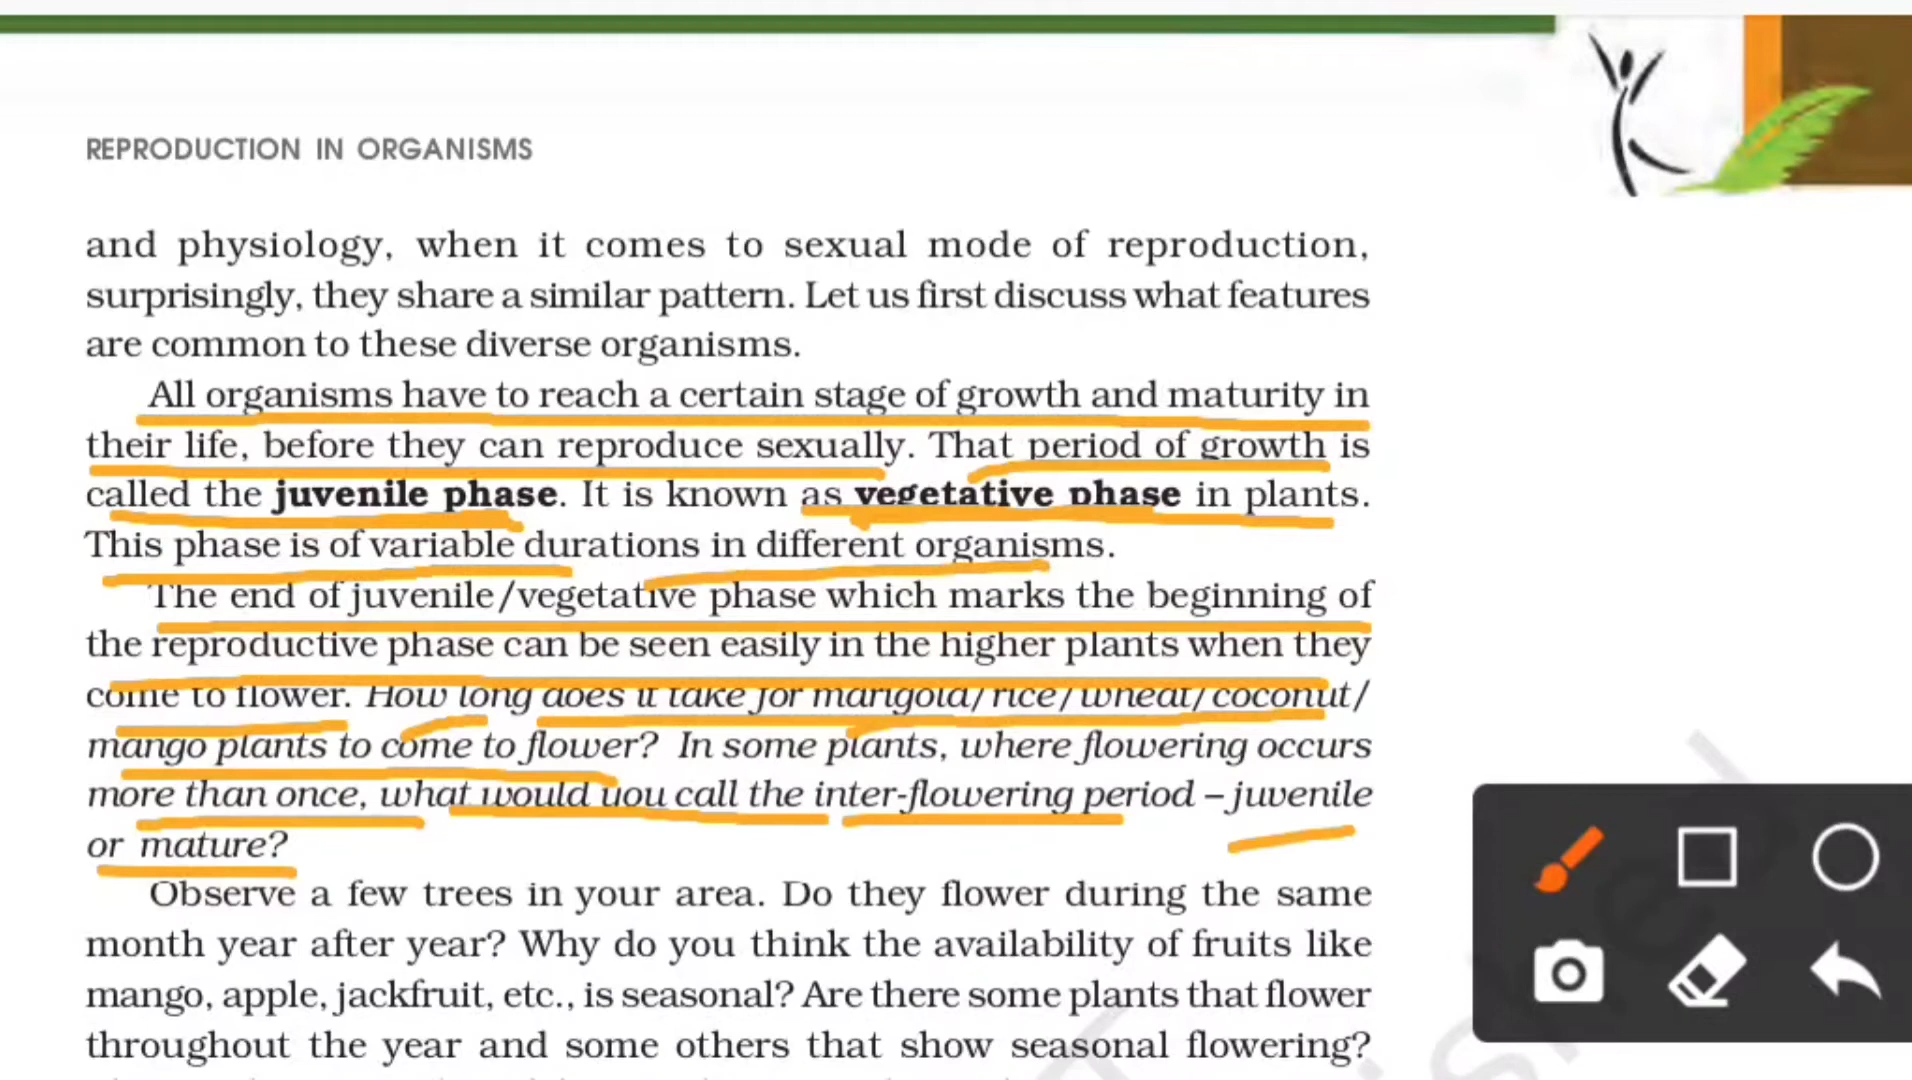 REPRODUCTION IN ORGANISMS
and physiology, when it comes to sexual mode of reproduction,
surprisingly, they share a similar pattern. Let us first discuss what features
are common to these diverse organisms.
All organisms have to reach a certain stage of growth and maturity in
their life, before they can reproduce sexually. That period of growth is
called the juvenile phase. It is known as vegetative phase in plants.
This phase is of variable durations in different organisms.
The end of juvenile/vegetative phase which marks the beginning of
the reproductive phase can be seen easily in the higher plants when they
come to flower. How long does it take for marigold/rice/wheat/coconut/
mango plants to come to flower? In some plants, where flowering occurs
more than once, what would you call the inter-flowering period – juvenile
or mature?
Observe a few trees in your area. Do they flower during the same
month year after year? Why do you think the availability of fruits like
mango, apple, jackfruit, etc., is seasonal? Are there some plants that flower
throughout the year and some others that show seasonal flowering?